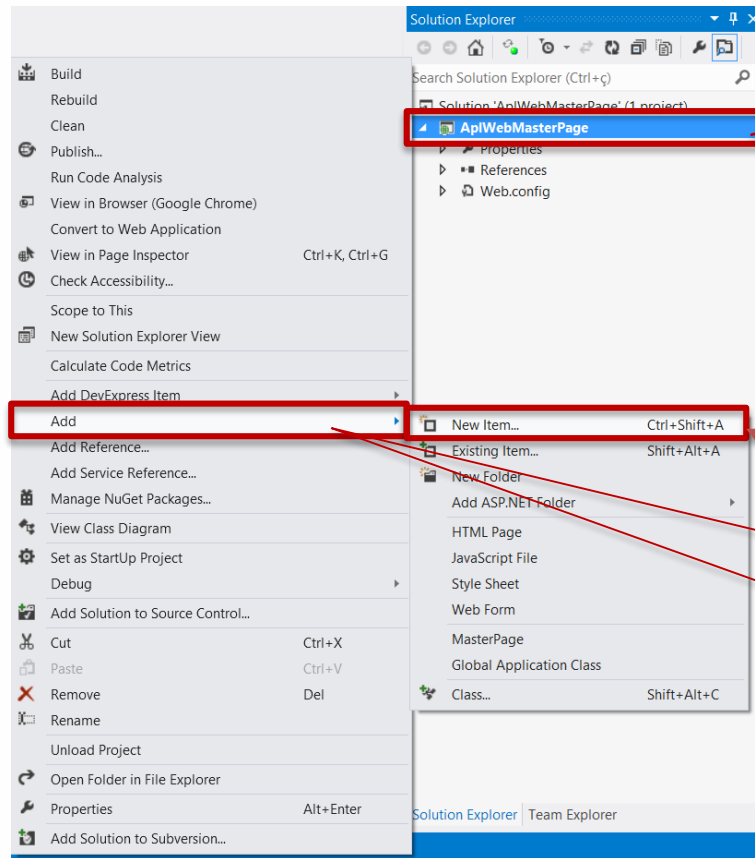 Solution Explorer
Search Solution Explorer (Ctrl+ç)
Solution 'AplWebMasterPage' (1 project)
AplWebMasterPage
Properties
References
Web.config
Build
Rebuild
Clean
Publish...
Run Code Analysis
View in Browser (Google Chrome)
Convert to Web Application
View in Page Inspector Ctrl+K, Ctrl+G
Check Accessibility...
Scope to This
New Solution Explorer View
Calculate Code Metrics
Add DevExpress Item
Add
Add Reference...
Add Service Reference...
Manage NuGet Packages...
View Class Diagram
Set as StartUp Project
Debug
Add Solution to Source Control...
Cut Ctrl+X
Paste Ctrl+V
Remove Del
Rename
Unload Project
Open Folder in File Explorer
Properties Alt+Enter
Add Solution to Subversion...
New Item... Ctrl+Shift+A
Existing Item... Shift+Alt+A
New Folder
Add ASP.NET Folder
HTML Page
JavaScript File
Style Sheet
Web Form
MasterPage
Global Application Class
Class... Shift+Alt+C
Solution Explorer Team Explorer